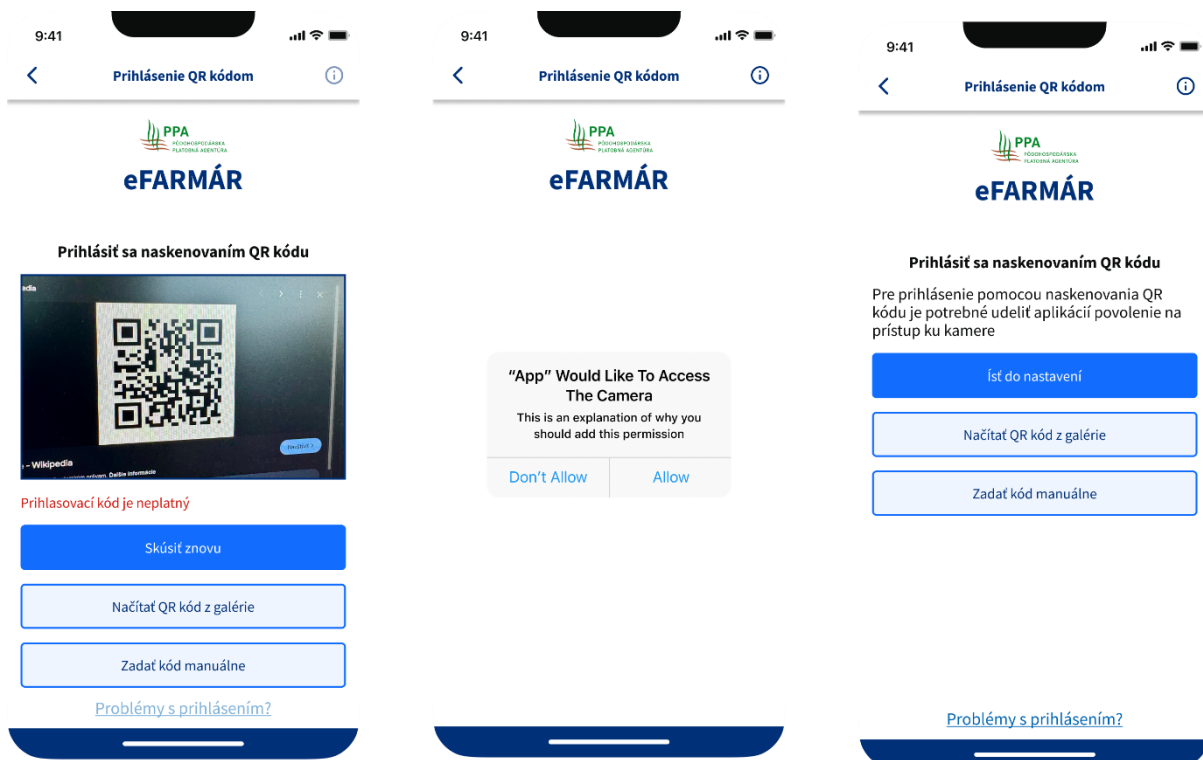 9:41
Prihlásenie QR kódom
PPA
PÔDOHOSPODÁRSKA
PLATOBNÁ AGENTÚRA
eFARMÁR
Prihlásiť sa naskenovaním QR kódu
edia
- Wikipedia
Ďalšie informácie
Prihlasovací kód je neplatný
Skúsiť znovu
Načítať QR kód z galérie
Zadať kód manuálne
Problémy s prihlásením?
9:41
Prihlásenie QR kódom
PPA
PÔDOHOSPODÁRSKA
PLATOBNÁ AGENTÚRA
eFARMÁR
“App” Would Like To Access
The Camera
This is an explanation of why you
should add this permission
Don’t Allow
Allow
9:41
Prihlásenie QR kódom
PPA
PÔDOHOSPODÁRSKA
PLATOBNÁ AGENTÚRA
eFARMÁR
Prihlásiť sa naskenovaním QR kódu
Pre prihlásenie pomocou naskenovania QR
kódu je potrebné udeliť aplikácií povolenie na
prístup ku kamere
Ísť do nastavení
Načítať QR kód z galérie
Zadať kód manuálne
Problémy s prihlásením?